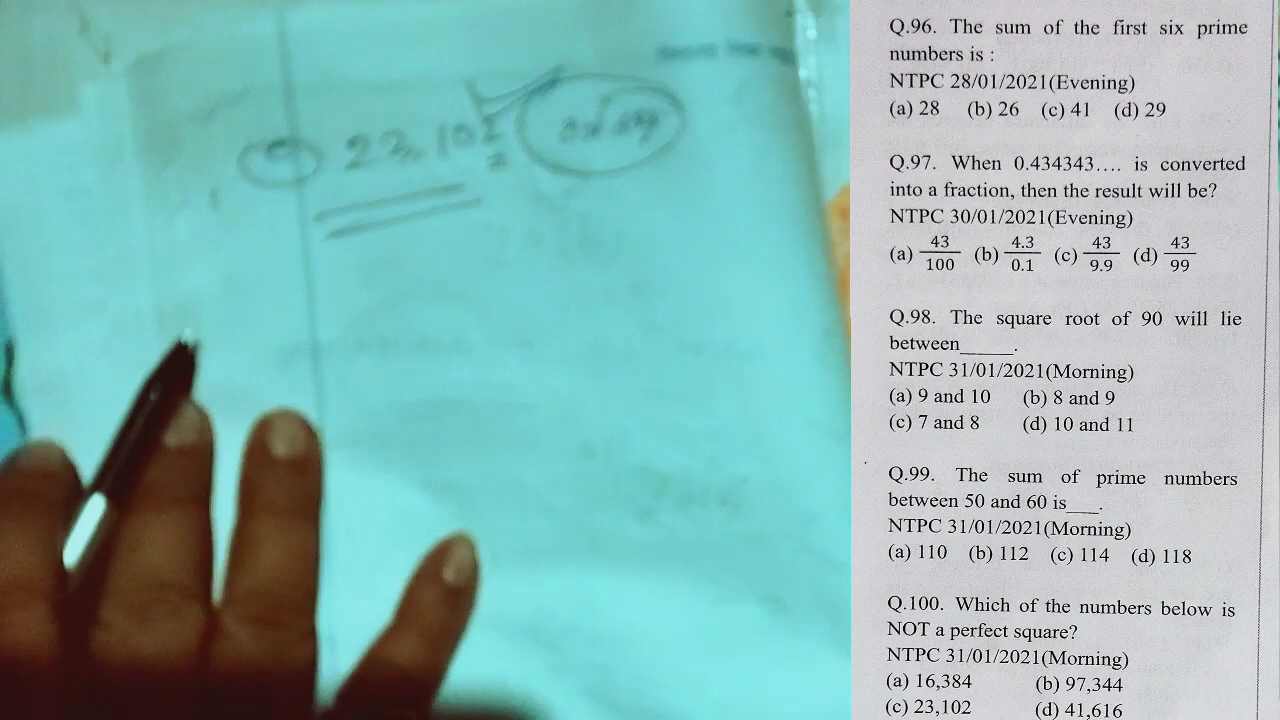 23,102
Q.96. The sum of the first six prime
numbers is :
NTPC 28/01/2021(Evening)
(a) 28 (b) 26 (c) 41 (d) 29
Q.97. When 0.434343…. is converted
into a fraction, then the result will be?
NTPC 30/01/2021(Evening)
(a) 43/100 (b) 4.3/0.1 (c) 43/9.9 (d) 43/99
Q.98. The square root of 90 will lie
between_____.
NTPC 31/01/2021(Morning)
(a) 9 and 10 (b) 8 and 9
(c) 7 and 8 (d) 10 and 11
Q.99. The sum of prime numbers
between 50 and 60 is___.
NTPC 31/01/2021(Morning)
(a) 110 (b) 112 (c) 114 (d) 118
Q.100. Which of the numbers below is
NOT a perfect square?
NTPC 31/01/2021(Morning)
(a) 16,384 (b) 97,344
(c) 23,102 (d) 41,616